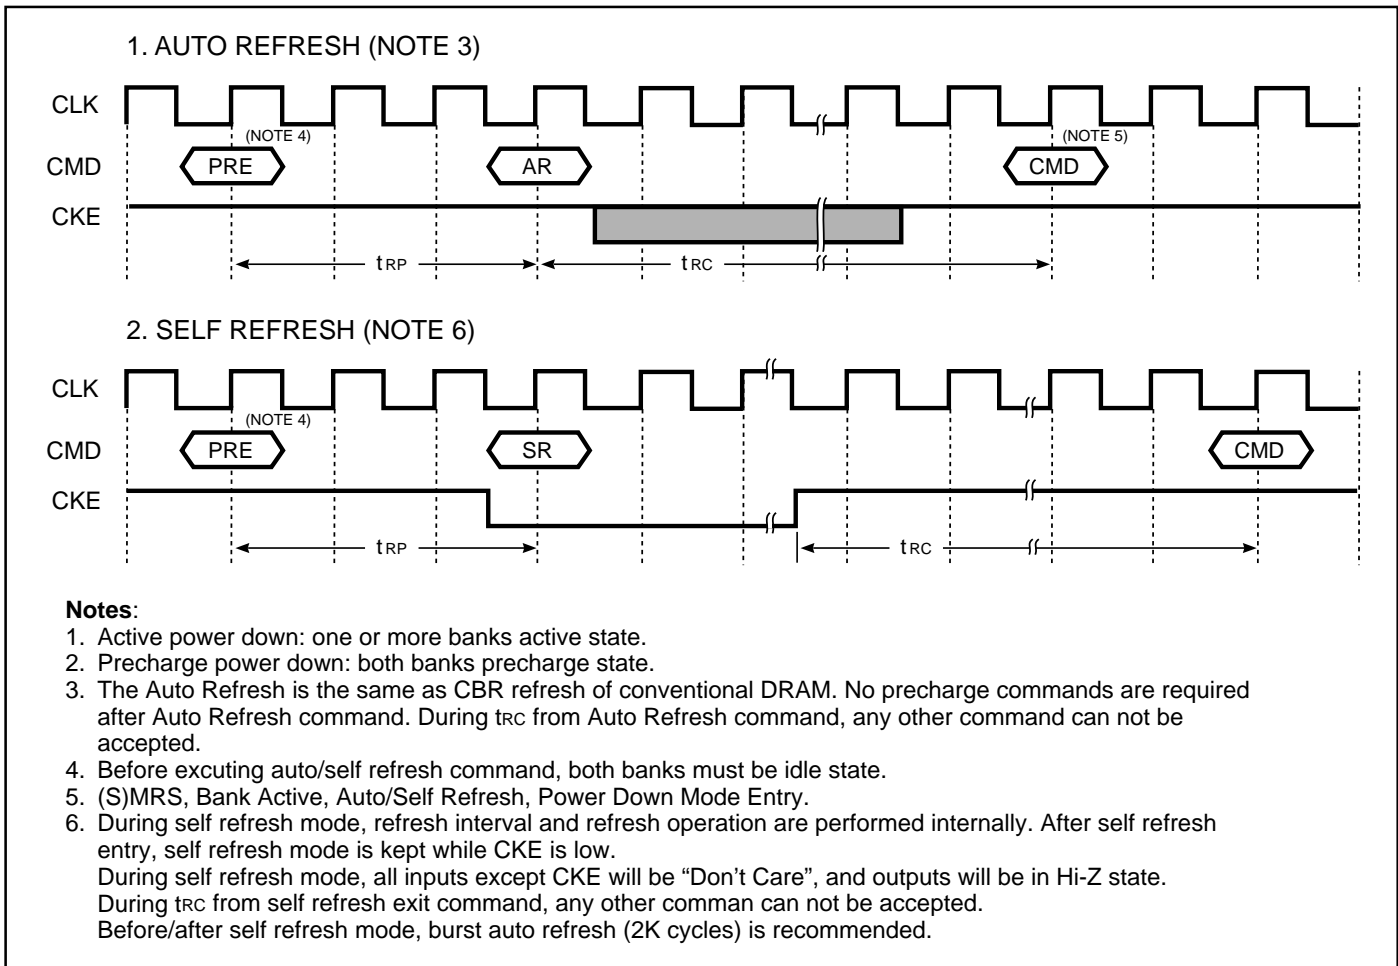 1. AUTO REFRESH (NOTE 3)
CLK
(NOTE 4)
(NOTE 5)
CMD
PRE
AR
CMD
CKE
tRP
tRC
2. SELF REFRESH (NOTE 6)
CLK
(NOTE 4)
CMD
PRE
SR
CMD
CKE
tRP
tRC
Notes:
1. Active power down: one or more banks active state.
2. Precharge power down: both banks precharge state.
3. The Auto Refresh is the same as CBR refresh of conventional DRAM. No precharge commands are required
after Auto Refresh command. During tRC from Auto Refresh command, any other command can not be
accepted.
4. Before excuting auto/self refresh command, both banks must be idle state.
5. (S)MRS, Bank Active, Auto/Self Refresh, Power Down Mode Entry.
6. During self refresh mode, refresh interval and refresh operation are performed internally. After self refresh
entry, self refresh mode is kept while CKE is low.
During self refresh mode, all inputs except CKE will be “Don’t Care”, and outputs will be in Hi-Z state.
During tRC from self refresh exit command, any other comman can not be accepted.
Before/after self refresh mode, burst auto refresh (2K cycles) is recommended.